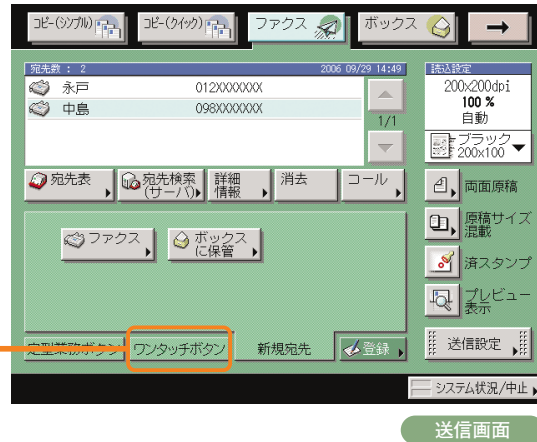 コピー(シンプル)
コピー(クイック)
ファクス
ボックス
→
宛先数 : 2
2006 09/29 14:49
永戸 012XXXXXXX
中島 098XXXXXXX
1/1
宛先表
宛先検索
(サーバ)
詳細
情報
消去
コール
ファクス
ボックス
に保管
定型業務ボタン
ワンタッチボタン
新規宛先
登録
読込設定
200x200dpi
100 %
自動
ブラック
200x100
両面原稿
原稿サイズ
混載
済スタンプ
プレビュー
表示
送信設定
システム状況/中止
送信画面